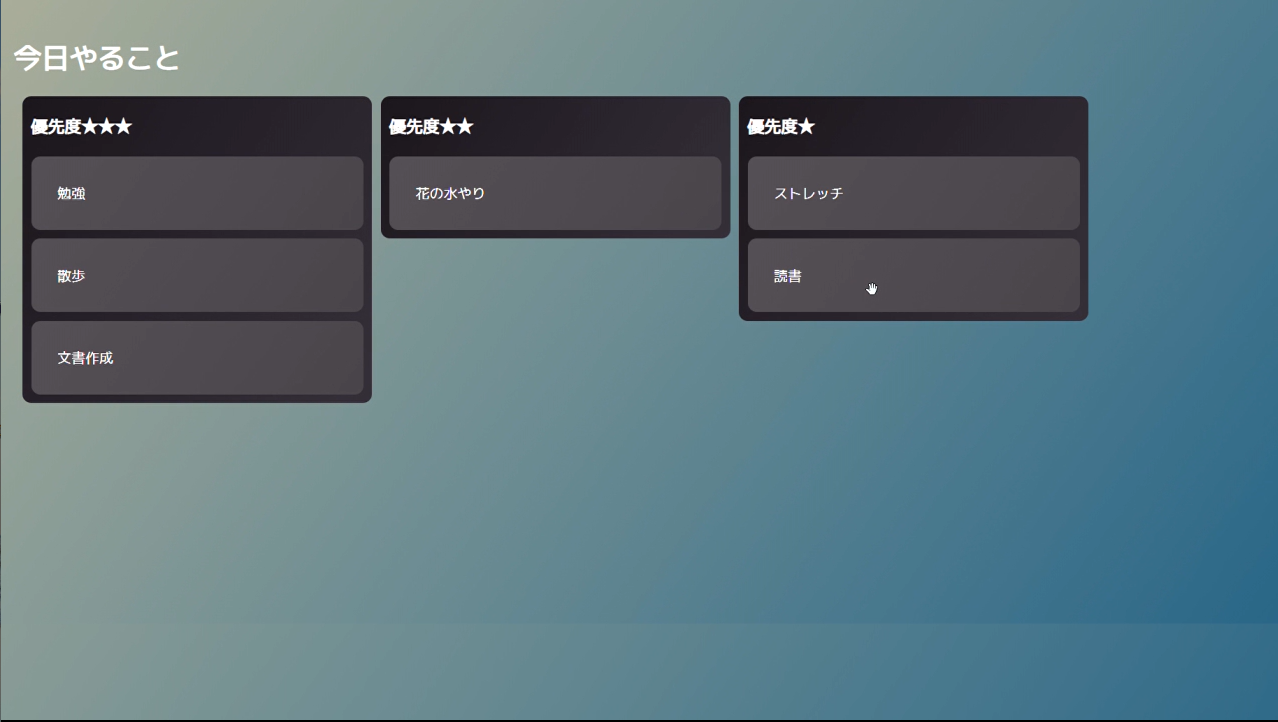 今日やること
優先度★★★
勉強
散歩
文書作成
優先度★★
花の水やり
優先度★
ストレッチ
読書